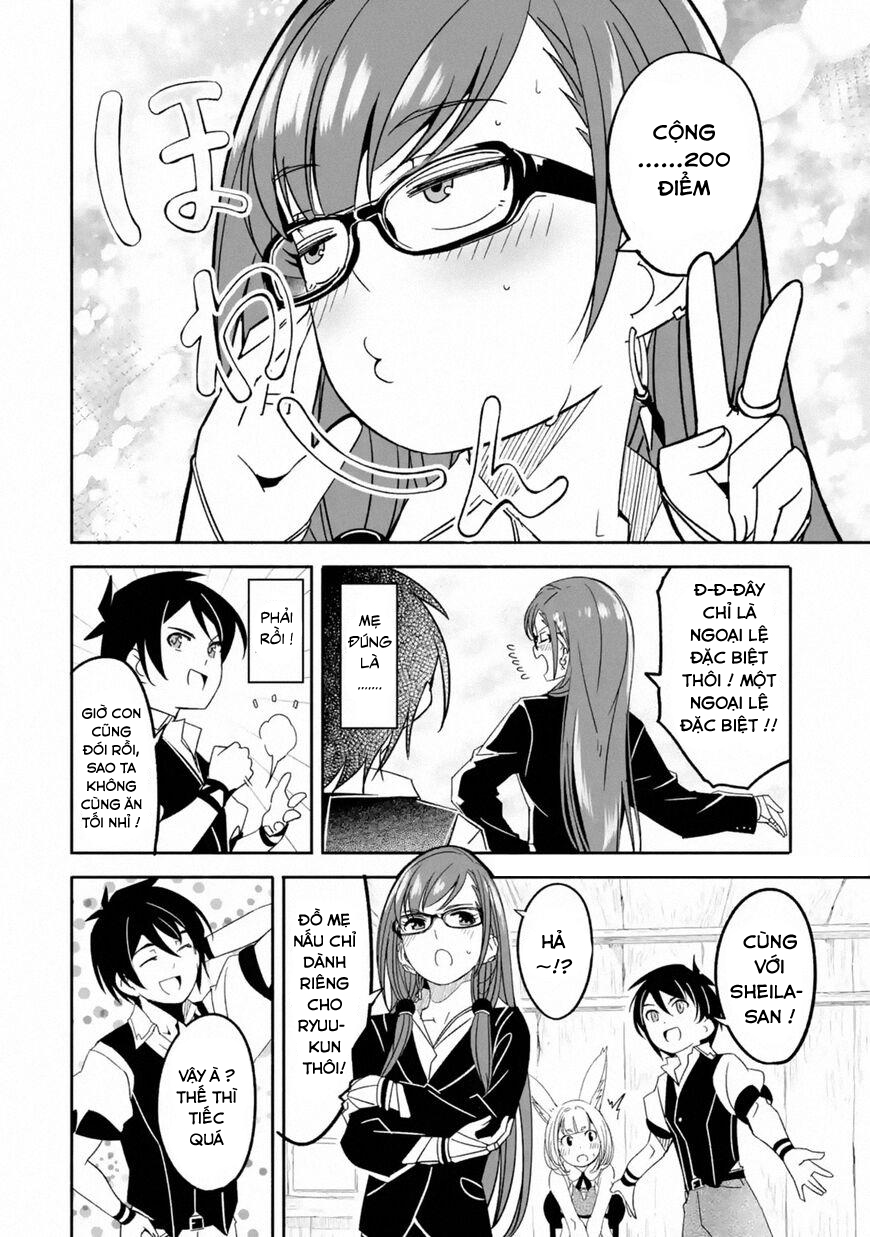 CỘNG
......200
ĐIỂM
ほ
わ
ーん
Đ-Đ-ĐÂY
CHỈ LÀ
NGOẠI LỆ
ĐẶC BIỆT
THÔI ! MỘT
NGOẠI LỆ
ĐẶC BIỆT !!
MẸ
ĐÚNG
LÀ
.......
PHẢI
RỒI !
GIỜ CON
CŨNG
ĐÓI RỒI,
SAO TA
KHÔNG
CÙNG ĂN
TỐI NHỈ !
CÙNG VỚI
SHEILA-
SAN !
HẢ
~!?
ĐỒ MẸ
NẤU CHỈ
DÀNH
RIÊNG
CHO
RYUU-
KUN
THÔI!
VẬY À ?
THẾ THÌ
TIẾC
QUÁ